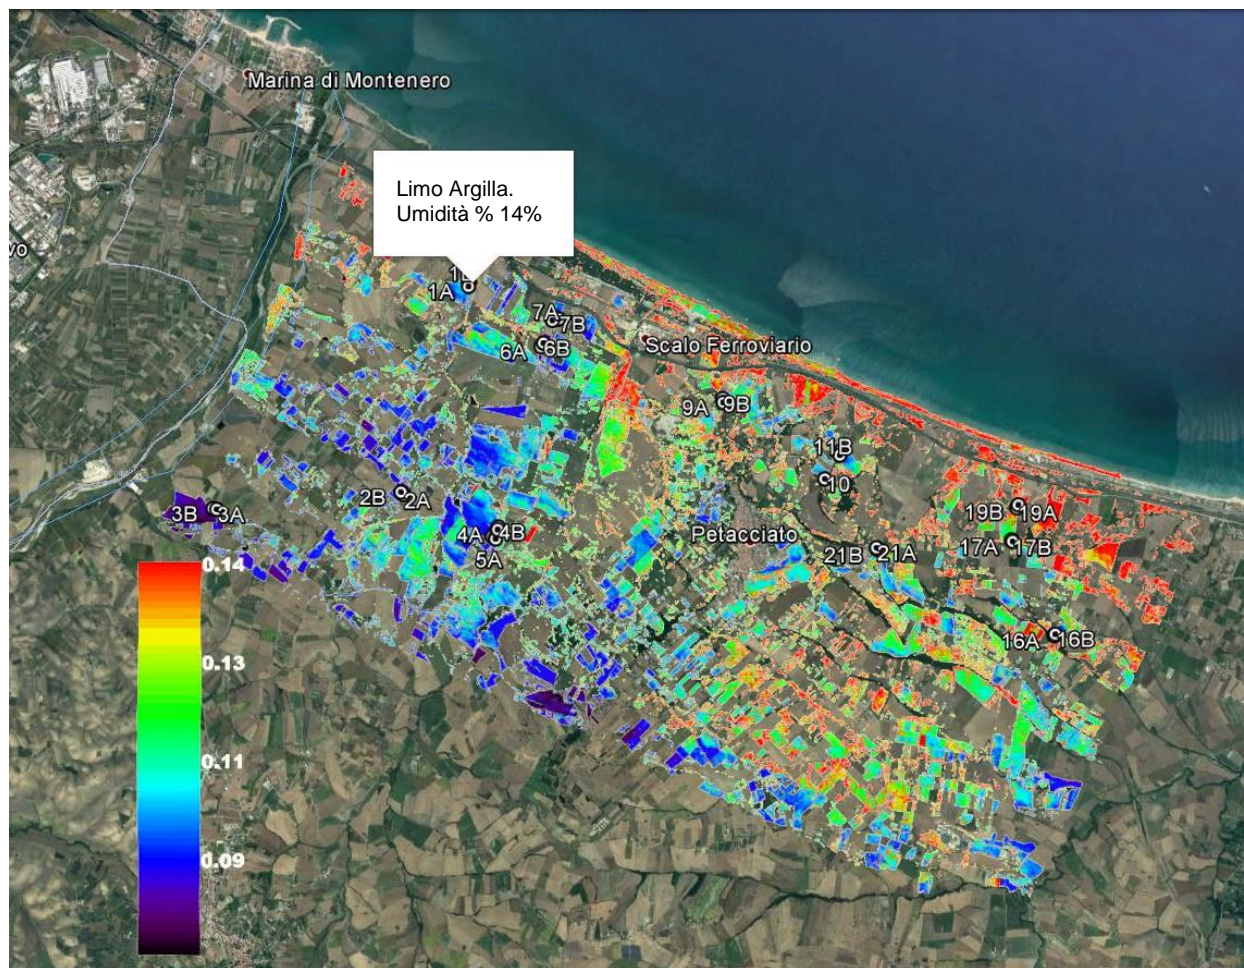 Marina di Montenero
Limo Argilla.
Umidità % 14%
vo
1A
7A
7B
6A
6B
Scalo Ferroviario
9A
9B
11B
10
2B
2A
3B
3A
4A
4B
5A
Petacciato
19B
19A
17A
17B
21B
21A
16A
16B
0.14
0.13
0.11
0.09